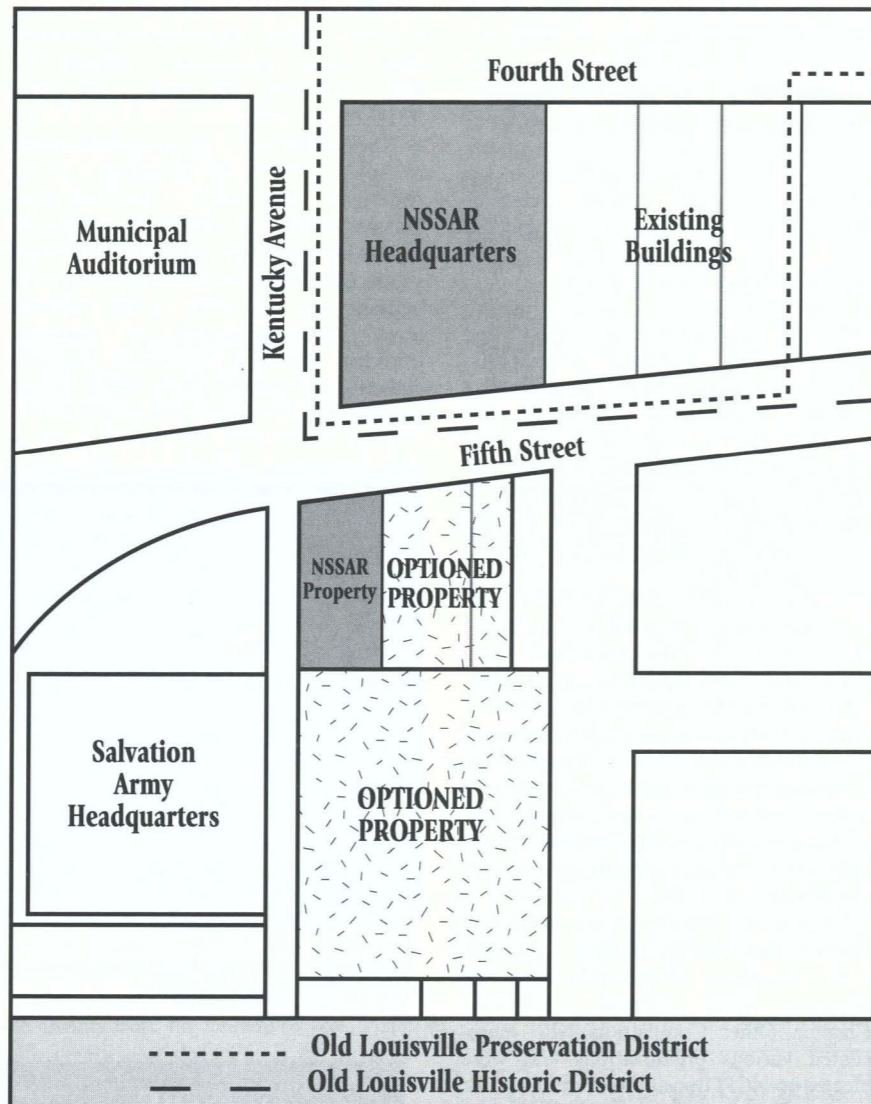 Fourth Street
Kentucky Avenue
Municipal
Auditorium
NSSAR
Headquarters
Existing
Buildings
Fifth Street
NSSAR
Property
OPTIONED
PROPERTY
Salvation
Army
Headquarters
OPTIONED
PROPERTY
Old Louisville Preservation District
Old Louisville Historic District